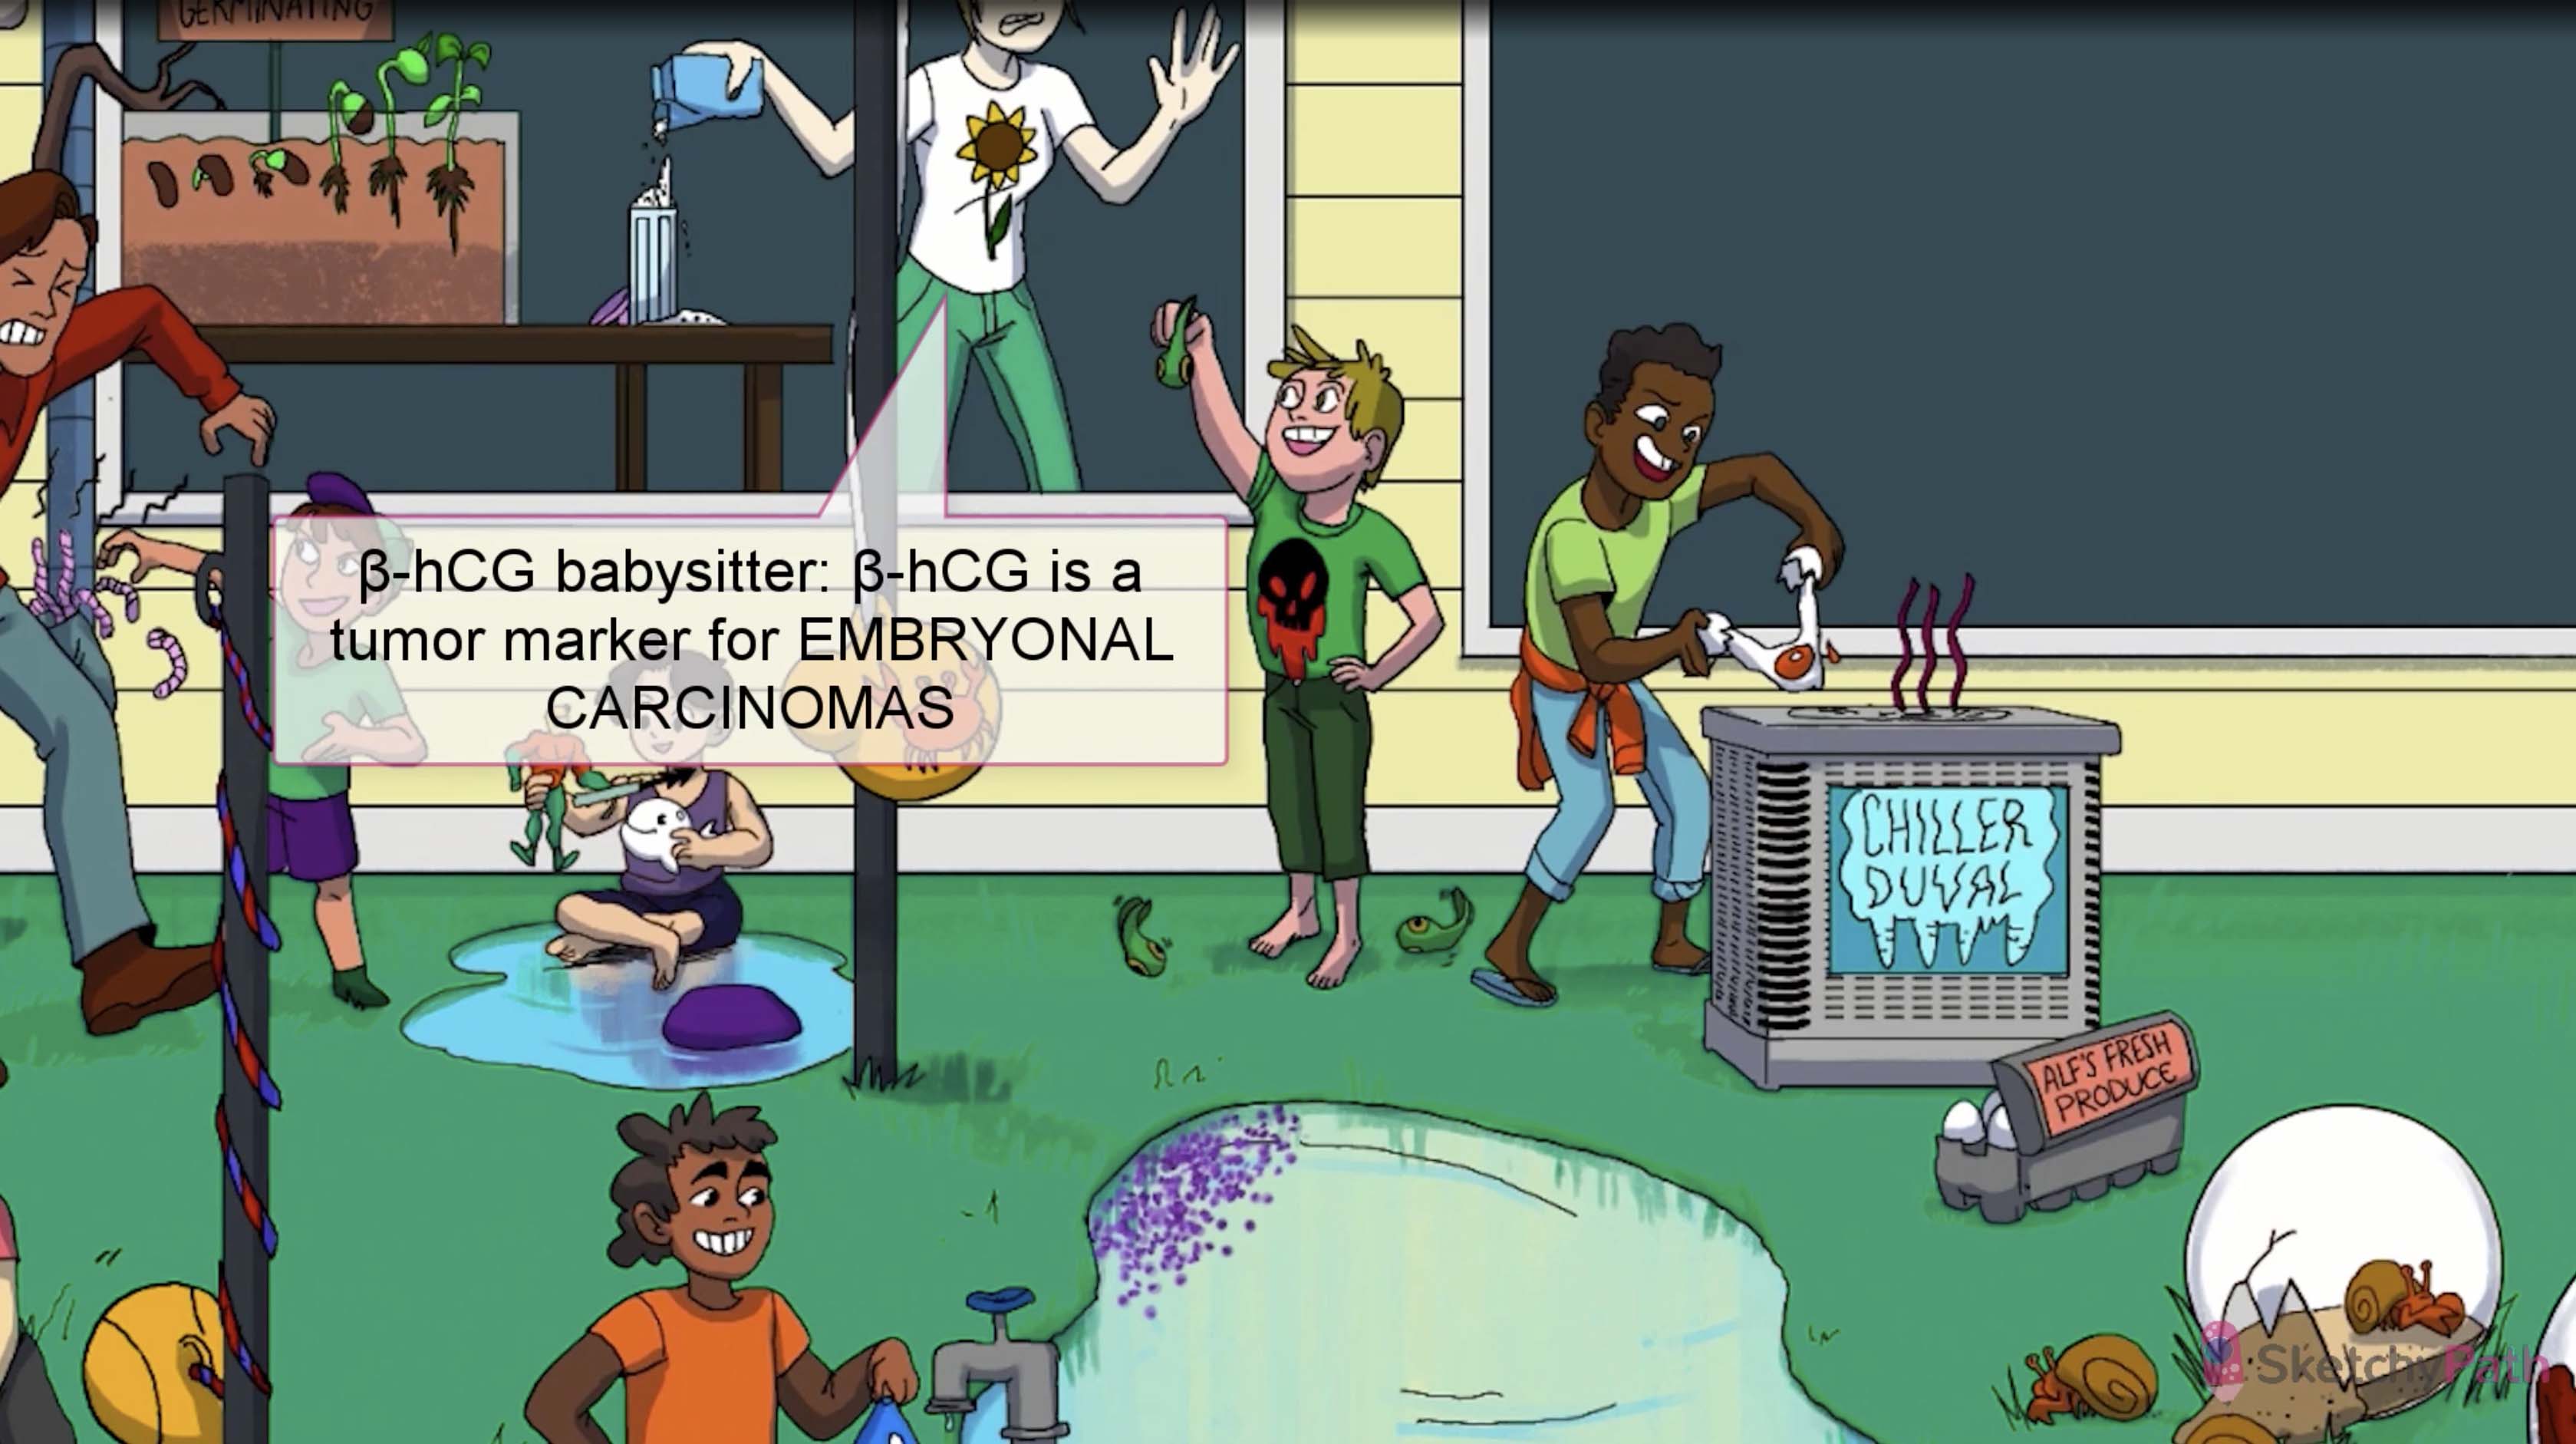 GERMINATING
β-hCG babysitter: β-hCG is a
tumor marker for EMBRYONAL
CARCINOMAS
CHILLER
DUVAL
ALF'S FRESH
PRODUCE
SketchyPath